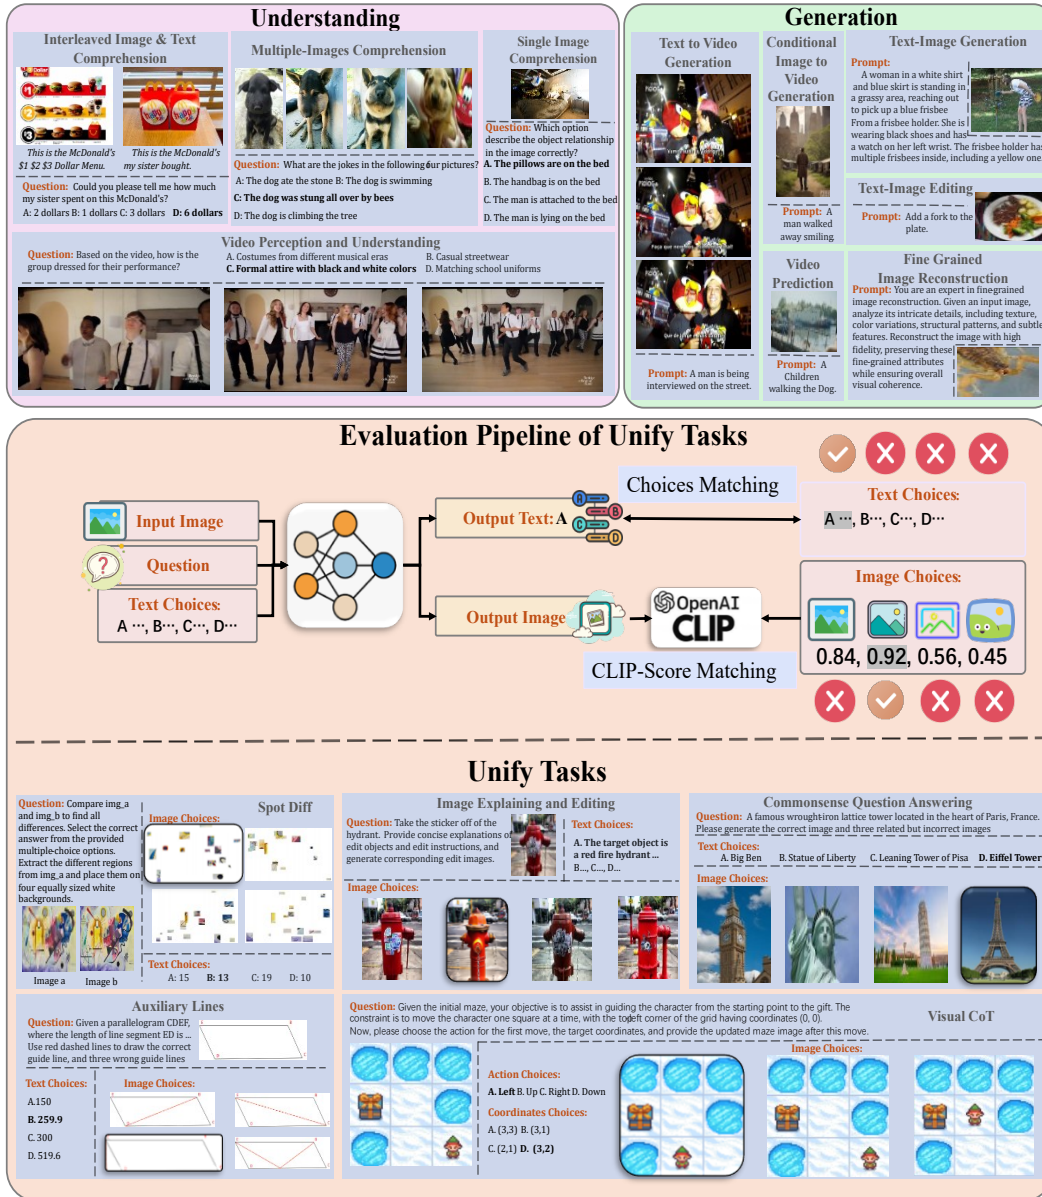 Understanding
Interleaved Image & Text
Comprehension
This is the McDonald's
$1 $2 $3 Dollar Menu.
This is the McDonald's
my sister bought.
Question: Could you please tell me how much
my sister spent on this McDonald's?
A: 2 dollars B: 1 dollars C: 3 dollars D: 6 dollars
Multiple-Images Comprehension
Question: What are the jokes in the following four pictures?
A: The dog ate the stone B: The dog is swimming
C: The dog was stung all over by bees
D: The dog is climbing the tree
Single Image
Comprehension
Question: Which option
describe the object relationship
in the image correctly?
A. The pillows are on the bed
B. The handbag is on the bed
C. The man is attached to the bed
D. The man is lying on the bed
Video Perception and Understanding
Question: Based on the video, how is the
group dressed for their performance?
A. Costumes from different musical eras
B. Casual streetwear
C. Formal attire with black and white colors
D. Matching school uniforms
Generation
Text to Video
Generation
Prompt: A man is being
interviewed on the street.
Conditional
Image to
Video
Generation
Prompt: A
man walked
away smiling.
Video
Prediction
Prompt: A
Children
walking the Dog.
Text-Image Generation
Prompt:
A woman in a white shirt
and blue skirt is standing in
a grassy area, reaching out
to pick up a blue frisbee
From a frisbee holder. She is
wearing black shoes and has
a watch on her left wrist. The frisbee holder has
multiple frisbees inside, including a yellow one.
Text-Image Editing
Prompt: Add a fork to the
plate.
Fine Grained
Image Reconstruction
Prompt: You are an expert in finegrained
image reconstruction. Given an input image,
analyze its intricate details, including texture,
color variations, structural patterns, and subtle
features. Reconstruct the image with high
fidelity, preserving these
fine-grained attributes
while ensuring overall
visual coherence.
Evaluation Pipeline of Unify Tasks
Input Image
Question
Text Choices:
A ···, B···, C···, D···
Output Text: A
A
B
C
D
Choices Matching
Text Choices:
A ···, B···, C···, D···
Output Image
OpenAI
CLIP
CLIP-Score Matching
Image Choices:
0.84, 0.92, 0.56, 0.45
Unify Tasks
Spot Diff
Question: Compare img_a
and img_b to find all
differences. Select the correct
answer from the provided
multiple-choice options.
Extract the different regions
from img_a and place them on
four equally sized white
backgrounds.
Image a
Image b
Image Choices:
Text Choices:
A: 15 B: 13 C: 19 D: 10
Image Explaining and Editing
Question: Take the sticker off of the
hydrant. Provide concise explanations of
edit objects and edit instructions, and
generate corresponding edit images.
Text Choices:
A. The target object is
a red fire hydrant ...
B..., C..., D...
Image Choices:
Commonsense Question Answering
Question: A famous wrought-iron lattice tower located in the heart of Paris, France.
Please generate the correct image and three related but incorrect images
Text Choices:
A. Big Ben B. Statue of Liberty C. Leaning Tower of Pisa D. Eiffel Tower
Image Choices:
Auxiliary Lines
Question: Given a parallelogram CDEF,
where the length of line segment ED is ...
Use red dashed lines to draw the correct
guide line, and three wrong guide lines
Text Choices:
A.150
B. 259.9
C. 300
D. 519.6
Image Choices:
Visual CoT
Question: Given the initial maze, your objective is to assist in guiding the character from the starting point to the gift. The
constraint is to move the character one square at a time, with the top-left corner of the grid having coordinates (0, 0).
Now, please choose the action for the first move, the target coordinates, and provide the updated maze image after this move.
Action Choices:
A. Left B. Up C. Right D. Down
Coordinates Choices:
A. (3,3) B. (3,1)
C. (2,1) D. (3,2)
Image Choices: